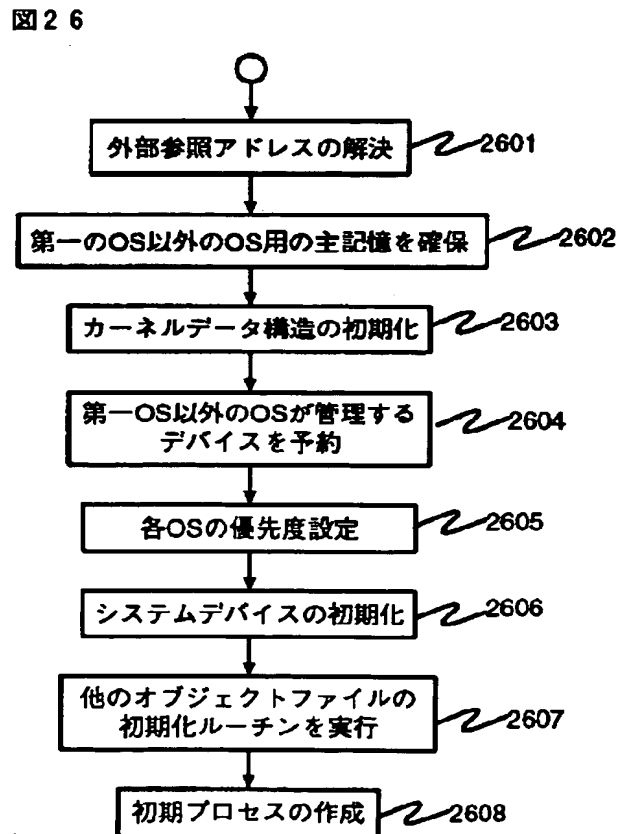 図26
外部参照アドレスの解決
2601
第一のOS以外のOS用の主記憶を確保
2602
カーネルデータ構造の初期化
2603
第一OS以外のOSが管理する
デバイスを予約
2604
各OSの優先度設定
2605
システムデバイスの初期化
2606
他のオブジェクトファイルの
初期化ルーチンを実行
2607
初期プロセスの作成
2608